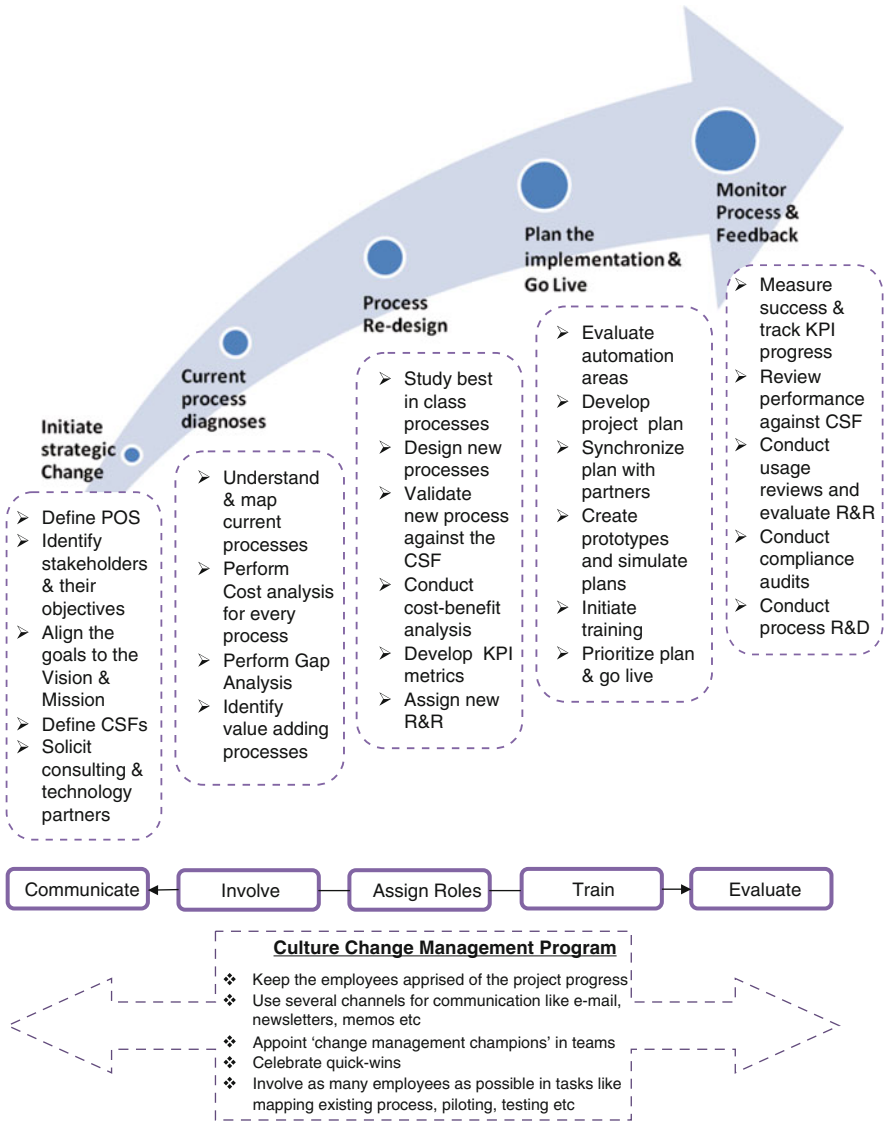 Initiate
strategic
Change
Current
process
diagnoses
Process
Re-design
Plan the
implementation &
Go Live
Monitor
Process &
Feedback
➢ Define POS
➢ Identify
stakeholders
& their
objectives
➢ Align the
goals to the
Vision &
Mission
➢ Define CSFs
➢ Solicit
consulting &
technology
partners
➢ Understand
& map
current
processes
➢ Perform
Cost analysis
for every
process
➢ Perform Gap
Analysis
➢ Identify
value adding
processes
➢ Study best
in class
processes
➢ Design new
processes
➢ Validate
new process
against the
CSF
➢ Conduct
cost-benefit
analysis
➢ Develop KPI
metrics
➢ Assign new
R&R
➢ Evaluate
automation
areas
➢ Develop
project plan
➢ Synchronize
plan with
partners
➢ Create
prototypes
and simulate
plans
➢ Initiate
training
➢ Prioritize plan
& go live
➢ Measure
success &
track KPI
progress
➢ Review
performance
against CSF
➢ Conduct
usage
reviews and
evaluate R&R
➢ Conduct
compliance
audits
➢ Conduct
process R&D
Communicate
Involve
Assign Roles
Train
Evaluate
Culture Change Management Program
❖ Keep the employees apprised of the project progress
❖ Use several channels for communication like e-mail,
newsletters, memos etc
❖ Appoint ‘change management champions’ in teams
❖ Celebrate quick-wins
❖ Involve as many employees as possible in tasks like
mapping existing process, piloting, testing etc